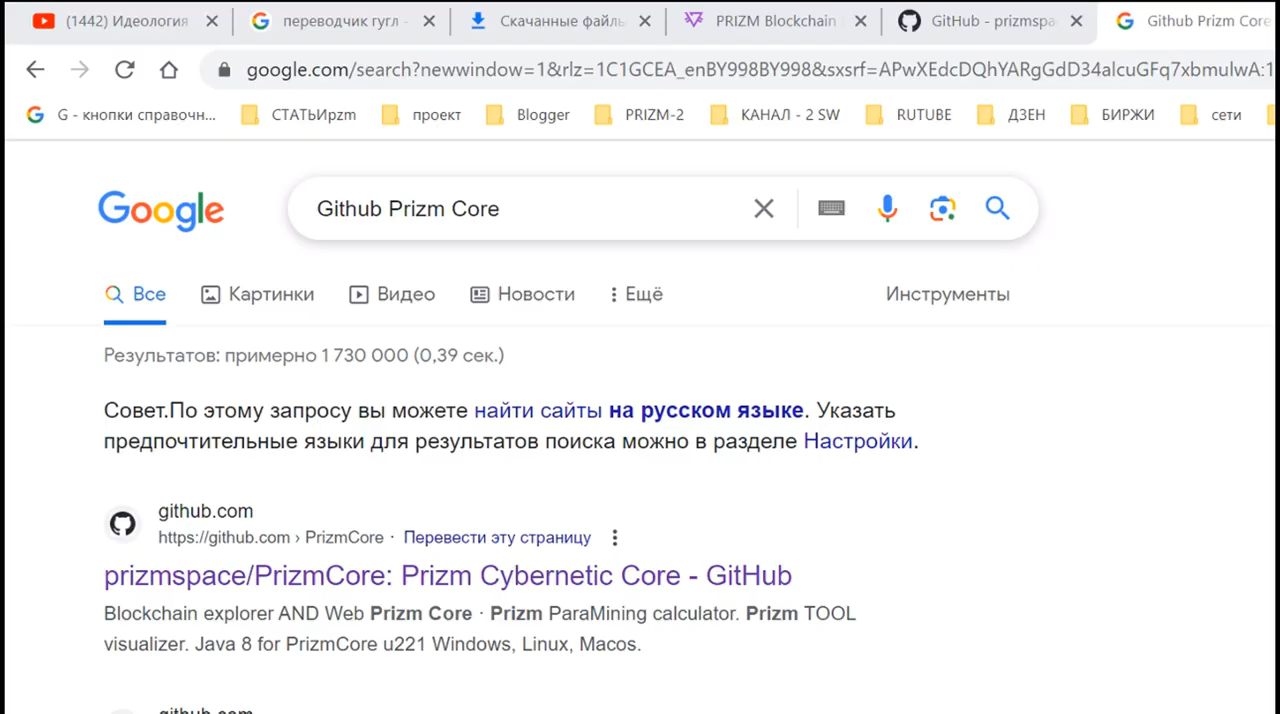 (1442) Идеология
переводчик гугл -
Скачанные файлы
PRIZM Blockchain
GitHub - prizmspa
Github Prizm Core
google.com/search?newwindow=1&rlz=1C1GCEA_enBY998BY998&sxsrf=APwXEdcDQhYARgGdD34alcuGFq7xbmulwA:1
G - кнопки справочн...
СТАТЬИpzm
проект
Blogger
PRIZM-2
КАНАЛ - 2 SW
RUTUBE
ДЗЕН
БИРЖИ
сети
Google
Github Prizm Core
Все
Картинки
Видео
Новости
Ещё
Инструменты
Результатов: примерно 1 730 000 (0,39 сек.)
Совет.По этому запросу вы можете найти сайты на русском языке. Указать
предпочтительные языки для результатов поиска можно в разделе Настройки.
github.com
https://github.com › PrizmCore · Перевести эту страницу
prizmspace/PrizmCore: Prizm Cybernetic Core - GitHub
Blockchain explorer AND Web Prizm Core · Prizm ParaMining calculator. Prizm TOOL
visualizer. Java 8 for PrizmCore u221 Windows, Linux, Macos.
github.com